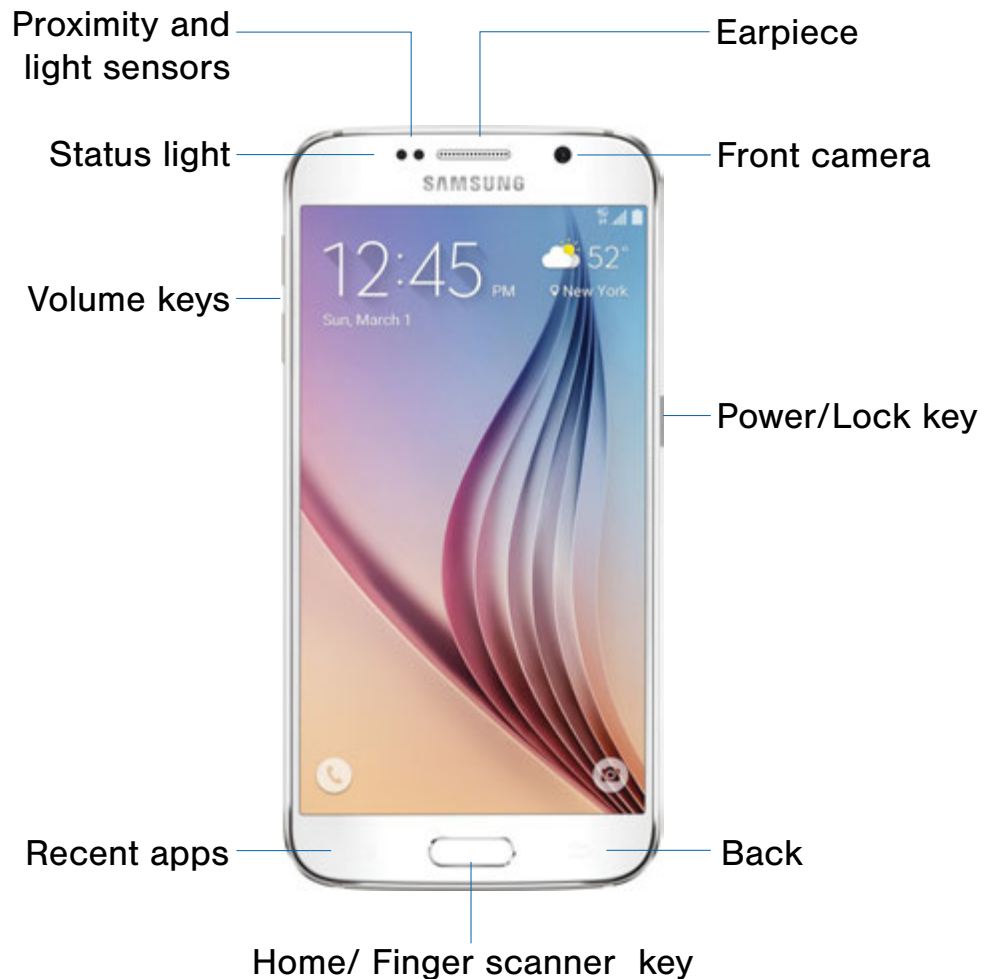 Proximity and
light sensors
Earpiece
Status light
Front camera
SAMSUNG
12:45 PM
52°
New York
Sun, March 1
Volume keys
Power/Lock key
Recent apps
Back
Home/ Finger scanner key